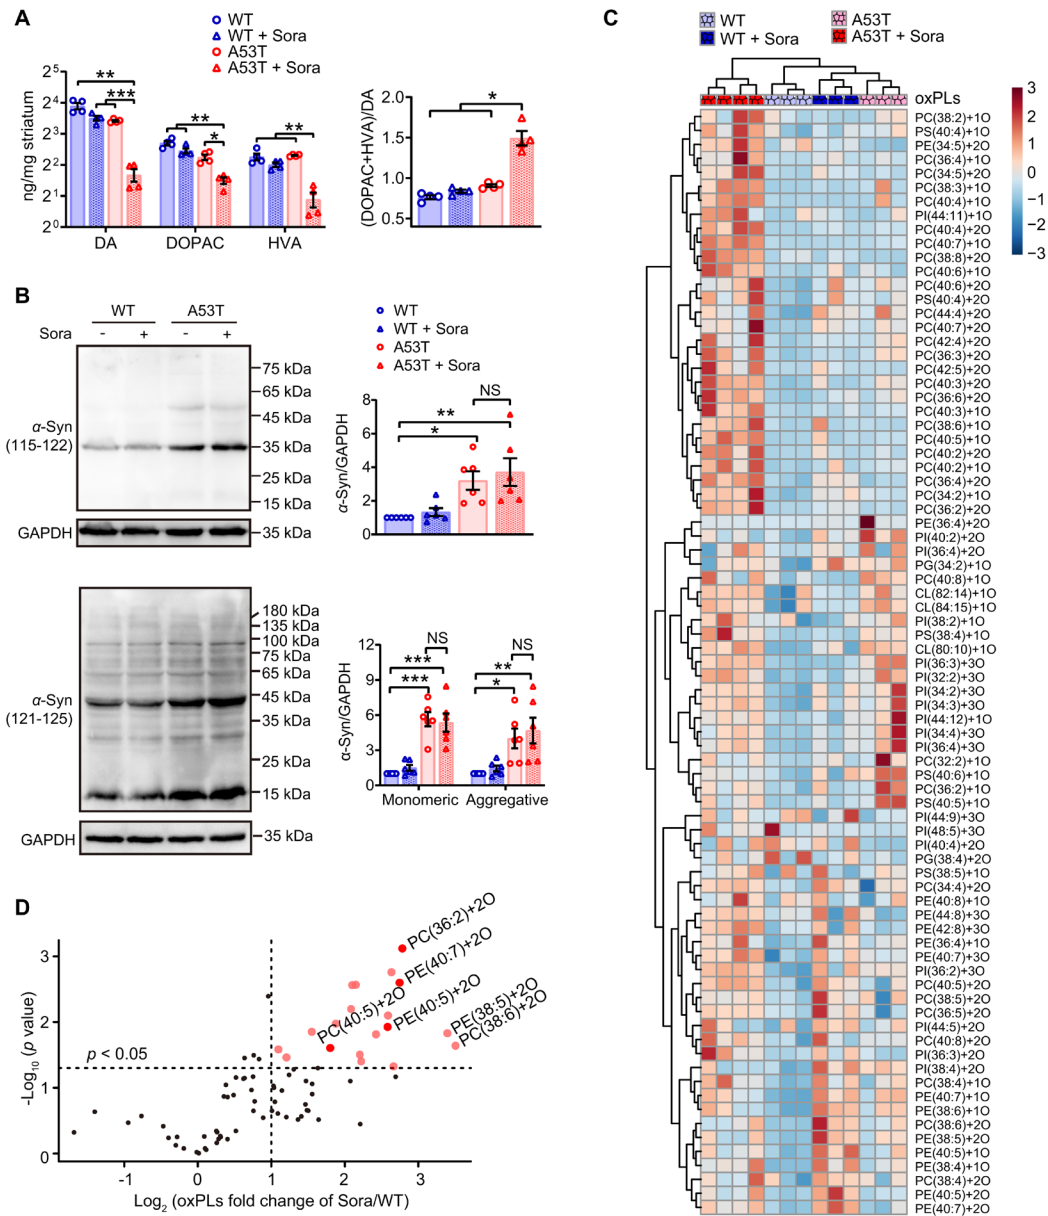 A
WT
WT + Sora
A53T
A53T + Sora
ng/mg striatum
2⁵
2⁴
2³
2²
2¹
2⁰
**
***
**
*
**
DA
DOPAC
HVA
(DOPAC+HVA)/DA
2.0
1.5
1.0
0.5
*
B
WT
A53T
Sora
-
+
-
+
α-Syn
(115-122)
75 kDa
65 kDa
45 kDa
35 kDa
25 kDa
15 kDa
GAPDH
35 kDa
WT
WT + Sora
A53T
A53T + Sora
α-Syn/GAPDH
8
6
4
2
0
NS
**
*
α-Syn
(121-125)
180 kDa
135 kDa
100 kDa
75 kDa
65 kDa
45 kDa
35 kDa
25 kDa
15 kDa
GAPDH
35 kDa
α-Syn/GAPDH
12
9
6
3
0
NS
***
***
NS
**
*
Monomeric
Aggregative
C
WT
WT + Sora
A53T
A53T + Sora
oxPLs
3
2
1
0
−1
−2
−3
PC(38:2)+1O
PS(40:4)+1O
PE(34:5)+2O
PC(36:4)+1O
PC(34:5)+2O
PC(38:3)+1O
PC(40:4)+1O
PI(44:11)+1O
PC(40:4)+2O
PC(40:7)+1O
PC(38:8)+2O
PC(40:6)+1O
PC(40:6)+2O
PS(40:4)+2O
PC(44:4)+2O
PC(40:7)+2O
PC(42:4)+2O
PC(36:3)+2O
PC(42:5)+2O
PC(40:3)+2O
PC(36:6)+2O
PC(40:3)+1O
PC(38:6)+1O
PC(40:5)+1O
PC(40:2)+2O
PC(40:2)+1O
PC(36:4)+2O
PC(34:2)+1O
PC(36:2)+2O
PE(36:4)+2O
PI(40:2)+2O
PI(36:4)+2O
PG(34:2)+1O
PC(40:8)+1O
CL(82:14)+1O
CL(84:15)+1O
PI(38:2)+1O
PS(38:4)+1O
CL(80:10)+1O
PI(36:3)+3O
PI(32:2)+3O
PI(34:2)+3O
PI(34:3)+3O
PI(44:12)+1O
PI(34:4)+3O
PI(36:4)+3O
PC(32:2)+1O
PS(40:6)+1O
PC(36:2)+1O
PS(40:5)+1O
PI(44:9)+3O
PI(48:5)+3O
PI(40:4)+2O
PG(38:4)+2O
PS(38:5)+1O
PC(34:4)+2O
PE(40:8)+1O
PE(44:8)+3O
PE(42:8)+3O
PE(36:4)+1O
PE(40:7)+3O
PI(36:2)+3O
PC(40:5)+2O
PC(38:5)+2O
PC(36:5)+2O
PI(44:5)+2O
PC(40:8)+2O
PI(36:3)+2O
PI(38:4)+2O
PC(38:4)+1O
PE(40:7)+1O
PE(38:6)+1O
PC(38:6)+2O
PE(38:5)+2O
PE(40:5)+1O
PE(38:4)+1O
PC(38:4)+2O
PE(40:5)+2O
PE(40:7)+2O
D
-Log₁₀ (p value)
3
2
1
0
p < 0.05
PC(36:2)+2O
PE(40:7)+2O
PC(40:5)+2O
PE(40:5)+2O
PE(38:5)+2O
PC(38:6)+2O
-1
0
1
2
3
Log₂ (oxPLs fold change of Sora/WT)